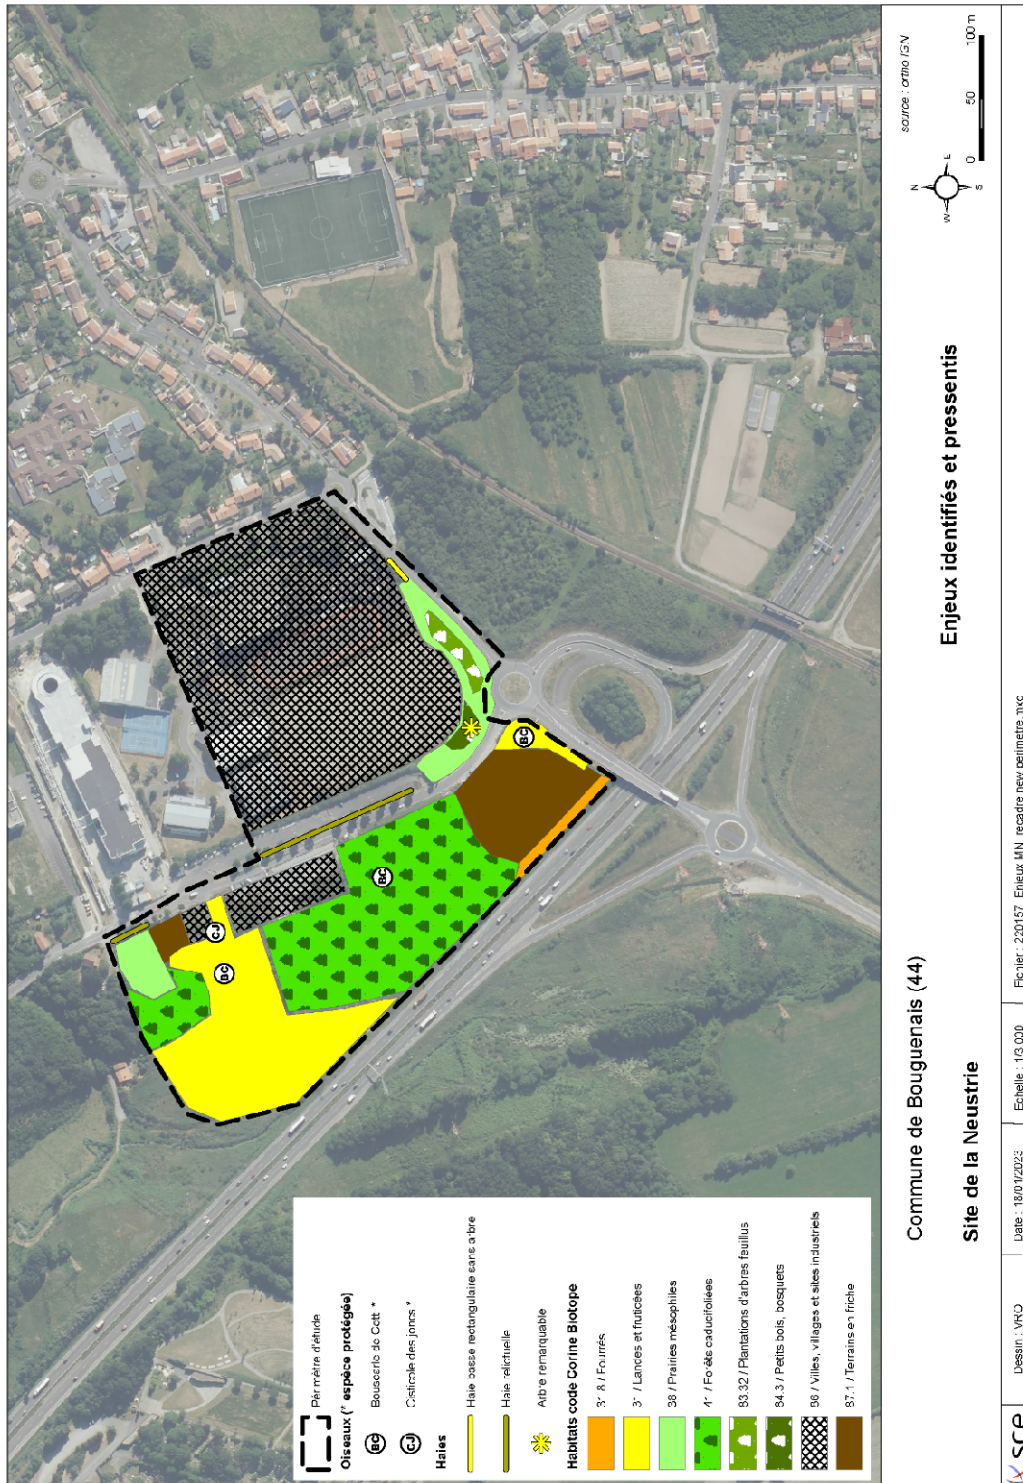 Périmètre d'étude
Oiseaux (* espèce protégée)
BC Bouscarle de Cetti *
CJ Cisticole des joncs *
Haies
Haie basse rectangulaire sans arbre
Haie relictuelle
Arbre remarquable
Habitats code Corine Biotope
31.8 / Fourrés
31 / Landes et fruticées
38 / Prairies mésophiles
41 / Forêts caducifoliées
83.32 / Plantations d'arbres feuillus
84.3 / Petits bois, bosquets
86 / Villes, villages et sites industriels
87.1 / Terrains en friche
BC
CJ
BC
BC
Commune de Bouguenais (44)
Site de la Neustrie
Enjeux identifiés et pressentis
source : ortho IGN
N
W
E
S
0
50
100 m
sce
Dessin : VRO
Date : 18/01/2023
Echelle : 1/3 000
Fichier : 220157_Enjeux MN_recadre new perimetre.mxd